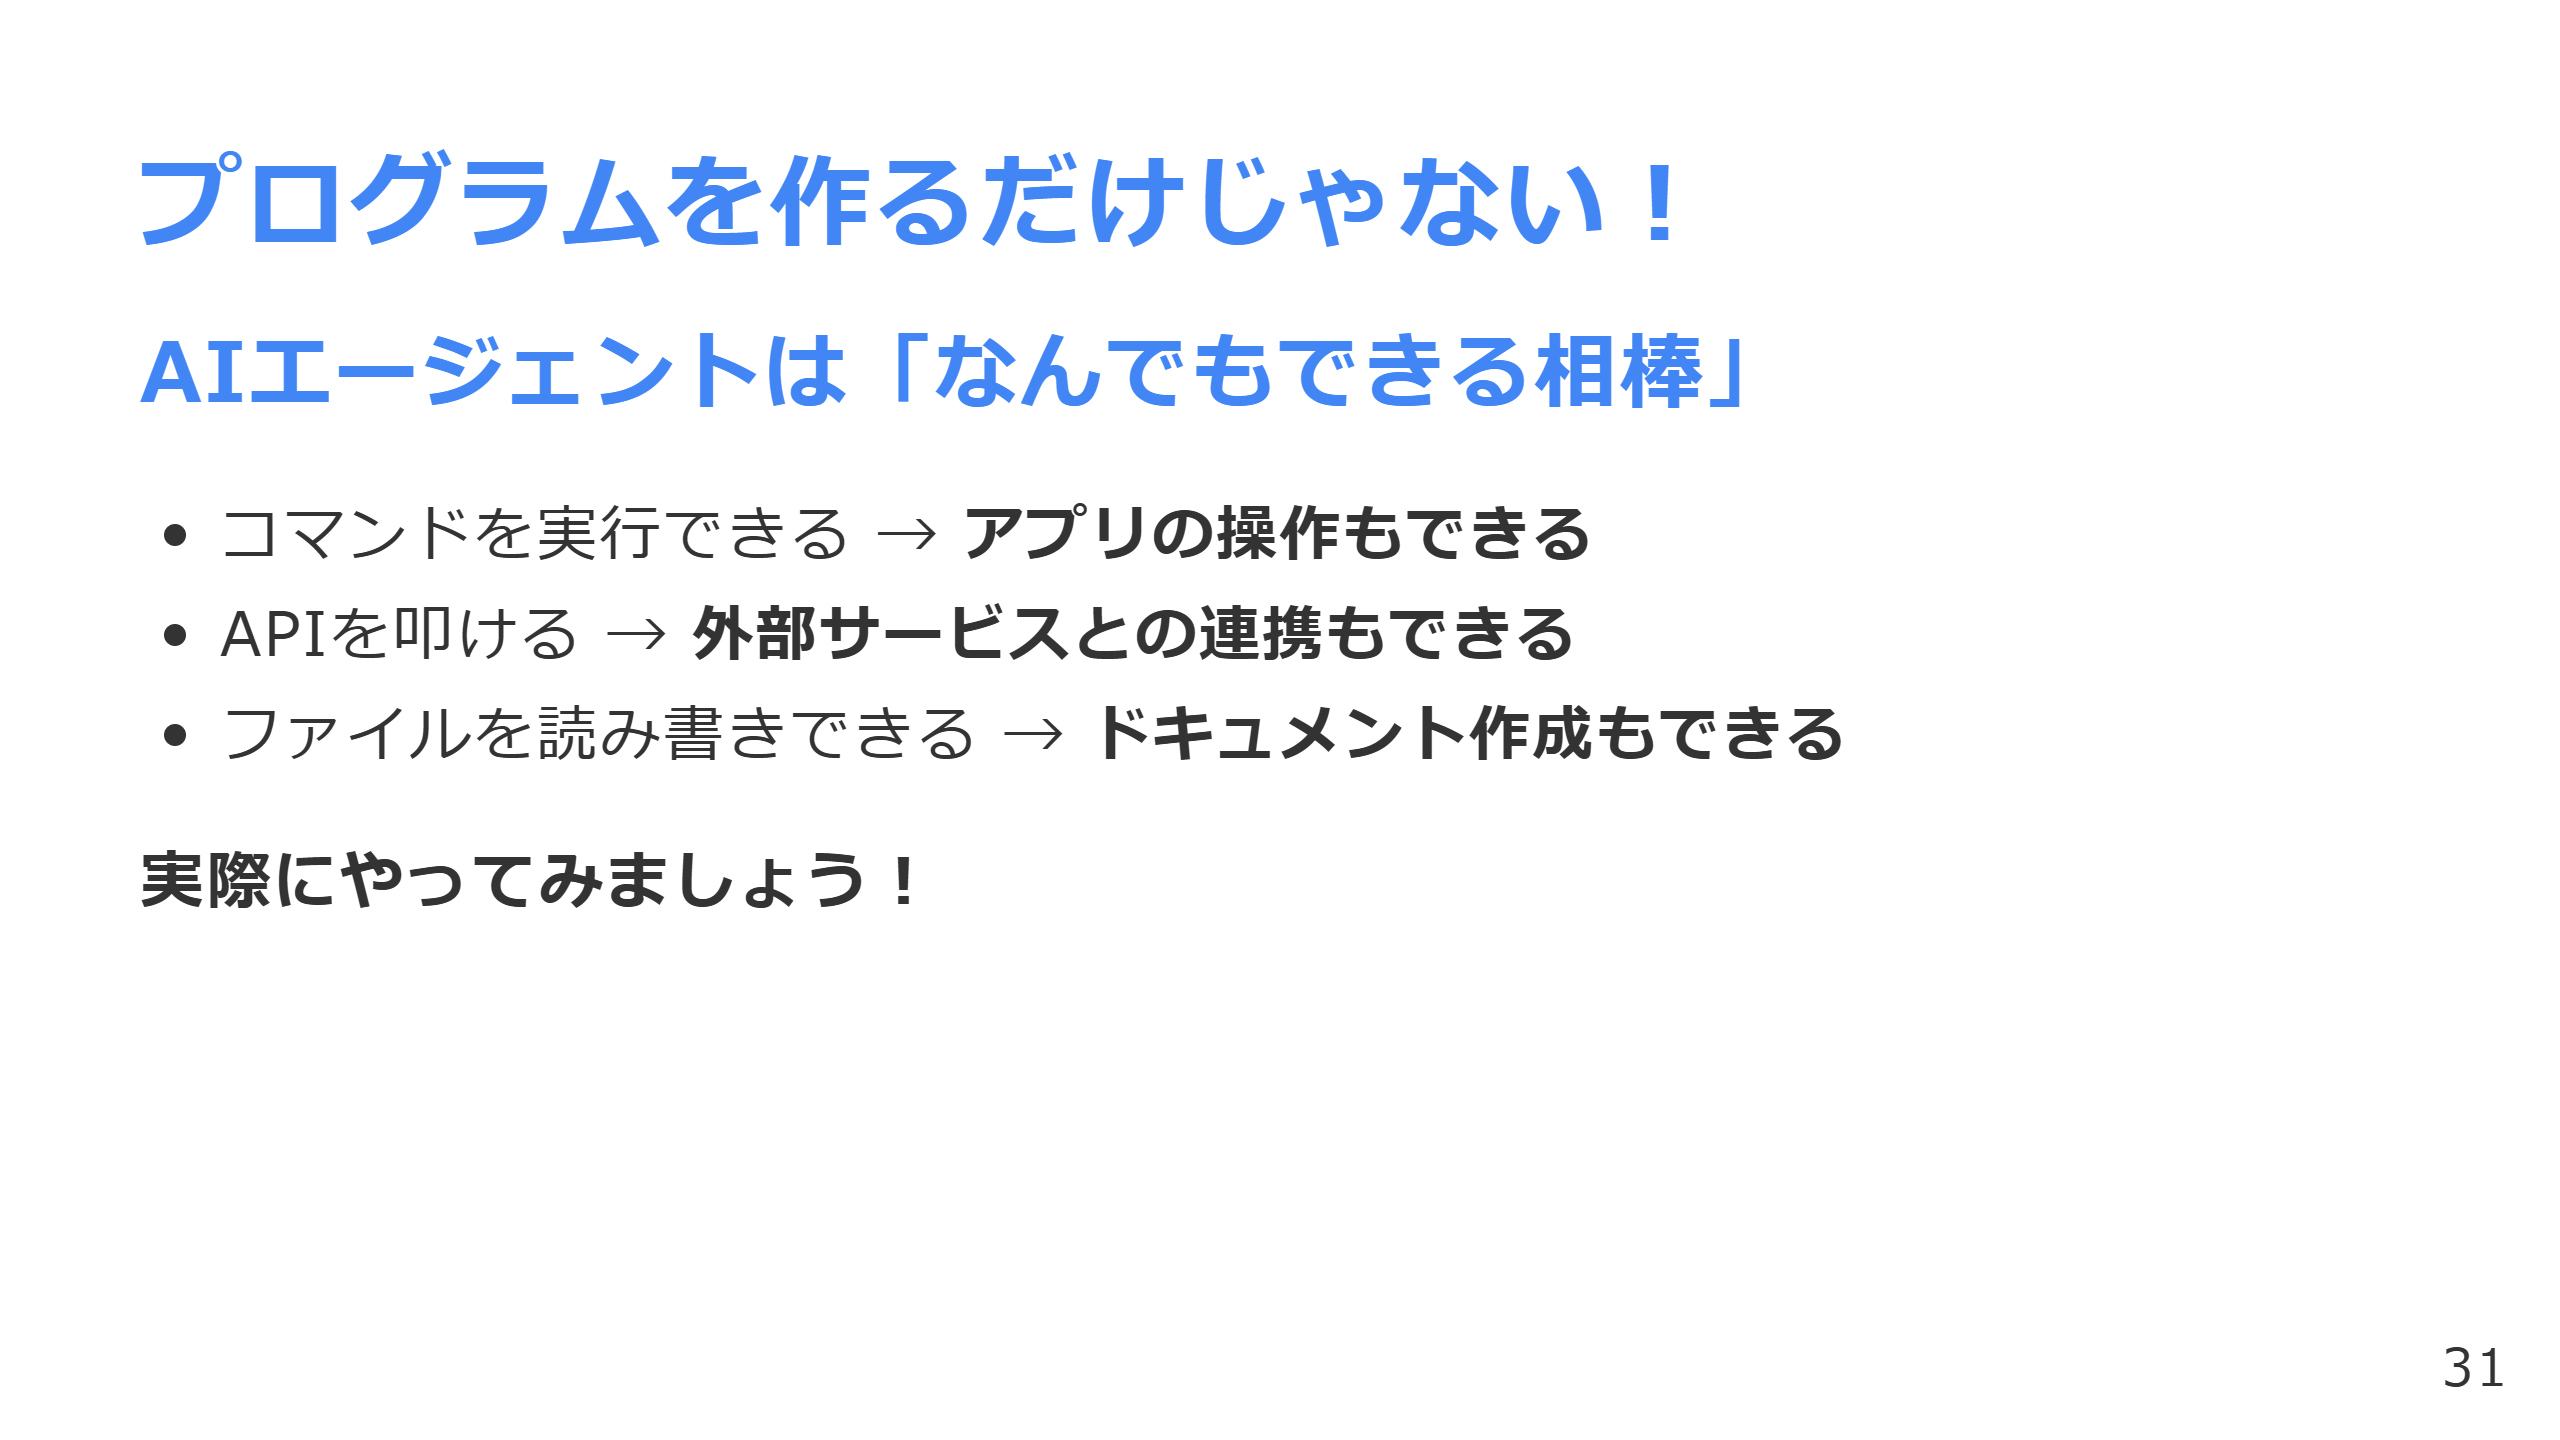 プログラムを作るだけじゃない！
AIエージェントは「なんでもできる相棒」
• コマンドを実行できる → アプリの操作もできる
• APIを叩ける → 外部サービスとの連携もできる
• ファイルを読み書きできる → ドキュメント作成もできる
実際にやってみましょう！
31